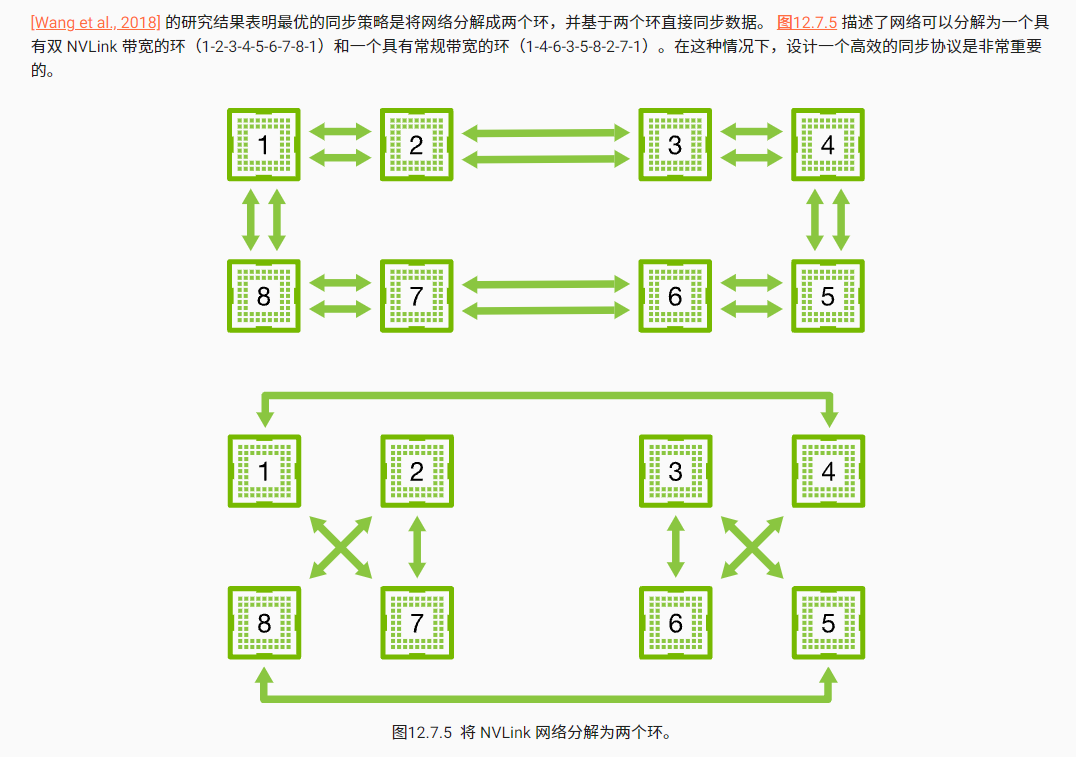 [Wang et al., 2018] 的研究结果表明最优的同步策略是将网络分解成两个环，并基于两个环直接同步数据。 图12.7.5 描述了网络可以分解为一个具
有双 NVLink 带宽的环（1-2-3-4-5-6-7-8-1）和一个具有常规带宽的环（1-4-6-3-5-8-2-7-1）。在这种情况下，设计一个高效的同步协议是非常重要
的。
1 2 3 4
8 7 6 5
1 2 3 4
8 7 6 5
图12.7.5 将 NVLink 网络分解为两个环。